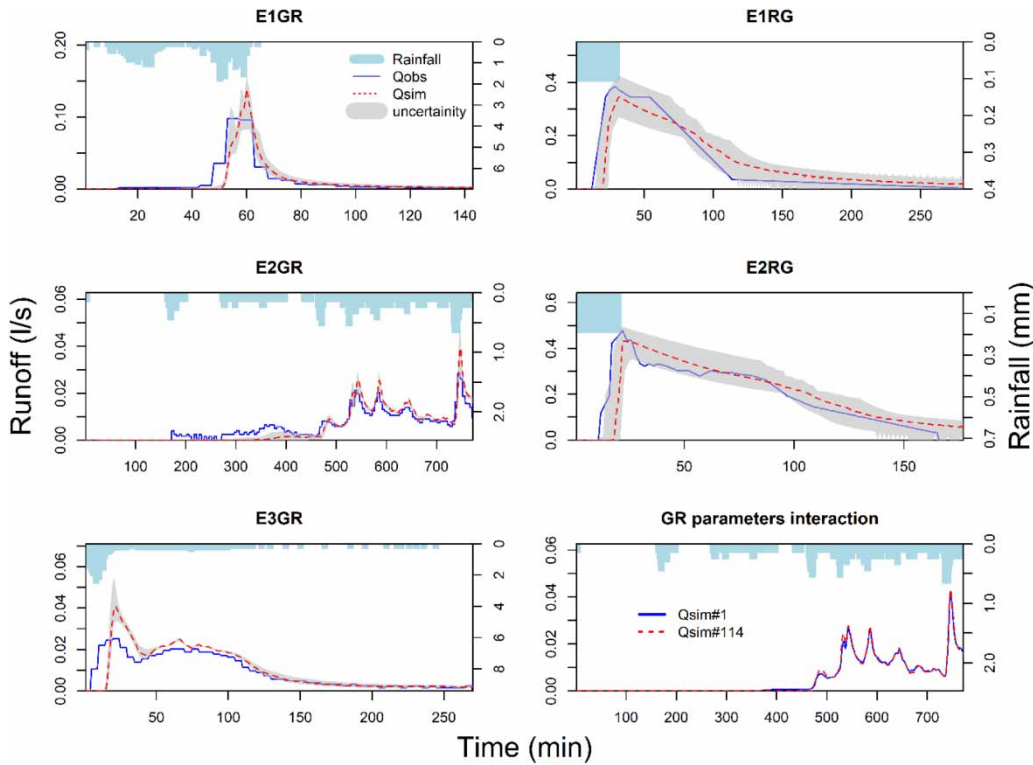 E1GR
0.20
0.10
0.00
0
1
2
3
4
5
6
Rainfall
Qobs
Qsim
uncertainity
20 40 60 80 100 120 140
E1RG
0.4
0.2
0.0
0.0
0.1
0.2
0.3
0.4
50 100 150 200 250
E2GR
0.06
0.04
0.02
0.00
0.0
1.0
2.0
100 200 300 400 500 600 700
E2RG
0.6
0.4
0.2
0.0
0.1
0.2
0.3
0.4
0.5
0.6
0.7
50 100 150
Runoff (l/s)
Rainfall (mm)
E3GR
0.06
0.04
0.02
0.00
0
2
4
6
8
50 100 150 200 250
GR parameters interaction
0.06
0.04
0.02
0.00
0.0
1.0
2.0
Qsim#1
Qsim#114
100 200 300 400 500 600 700
Time (min)